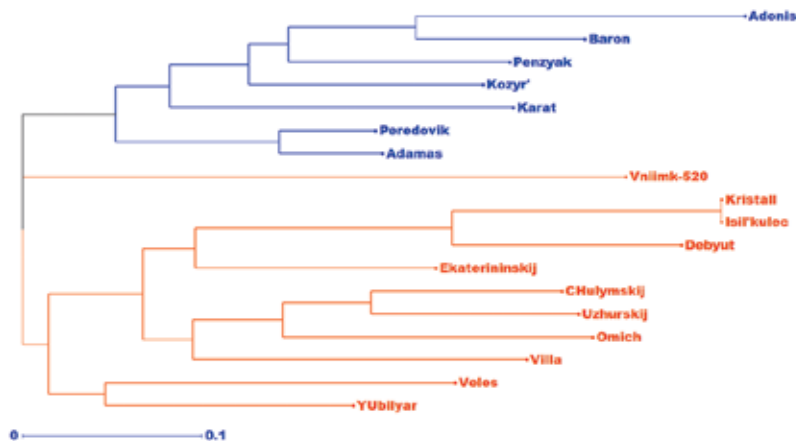 Adonis
Baron
Penzyak
Kozyr'
Karat
Peredovik
Adamas
Vniimk-520
Kristall
Isil'kulec
Debyut
Ekaterininskij
CHulymskij
Uzhurskij
Omich
Villa
Veles
YUbilyar
0 0.1